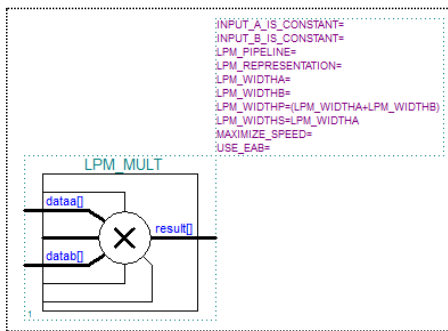 INPUT_A_IS_CONSTANT=
INPUT_B_IS_CONSTANT=
LPM_PIPELINE=
LPM_REPRESENTATION=
LPM_WIDTHA=
LPM_WIDTHB=
LPM_WIDTHP=(LPM_WIDTHA+LPM_WIDTHB)
LPM_WIDTHS=LPM_WIDTHA
MAXIMIZE_SPEED=
USE_EAB=
LPM_MULT
dataa[]
result[]
datab[]
1